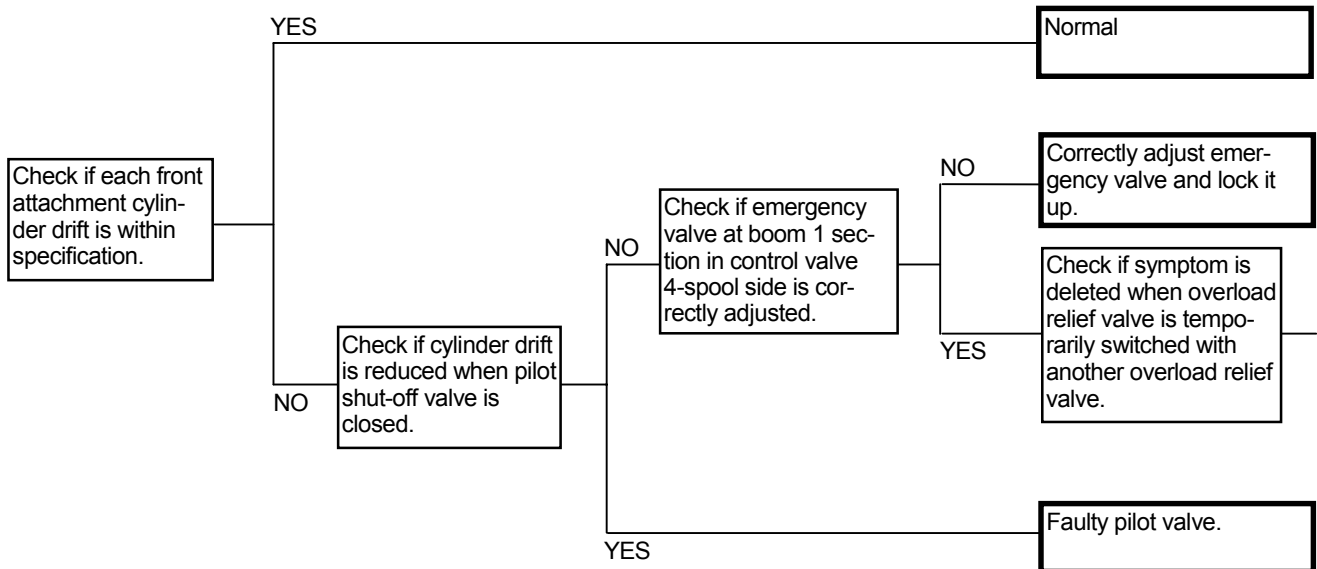 YES
Normal
Check if each front
attachment cylin-
der drift is within
specification.
NO
Check if cylinder drift
is reduced when pilot
shut-off valve is
closed.
NO
Check if emergency
valve at boom 1 sec-
tion in control valve
4-spool side is cor-
rectly adjusted.
NO
Correctly adjust emer-
gency valve and lock it
up.
YES
Check if symptom is
deleted when overload
relief valve is tempo-
rarily switched with
another overload relief
valve.
YES
Faulty pilot valve.